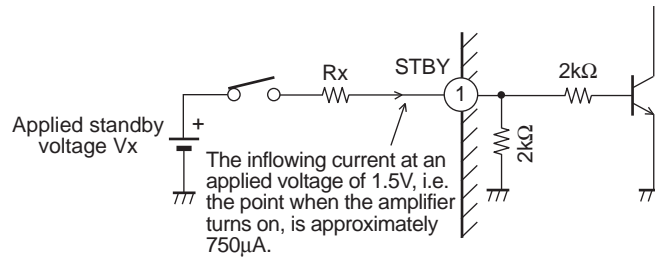 Rx
STBY
1
2kΩ
2kΩ
Applied standby
voltage Vx
+
The inflowing current at an
applied voltage of 1.5V, i.e.
the point when the amplifier
turns on, is approximately
750µA.